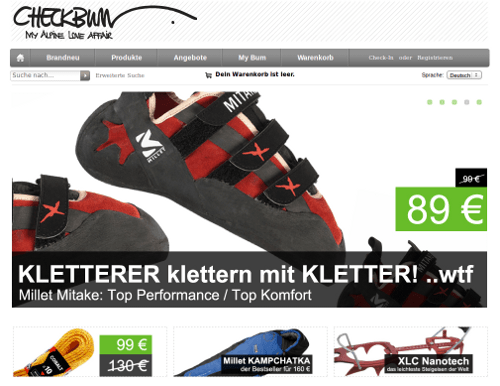 CHECKBUM
MY ALPINE LOVE AFFAIR
Brandneu Produkte Angebote My Bum Warenkorb Check-In oder Registrieren
Suche nach... Erweiterte Suche Dein Warenkorb ist leer. Sprache: Deutsch
MITAKE
MILLET
99 €
89 €
KLETTERER klettern mit KLETTER! ..wtf
Millet Mitake: Top Performance / Top Komfort
99 €
130 €
Millet KAMPCHATKA
der Bestseller für 160 €
XLC Nanotech
das leichteste Steigeisen der Welt